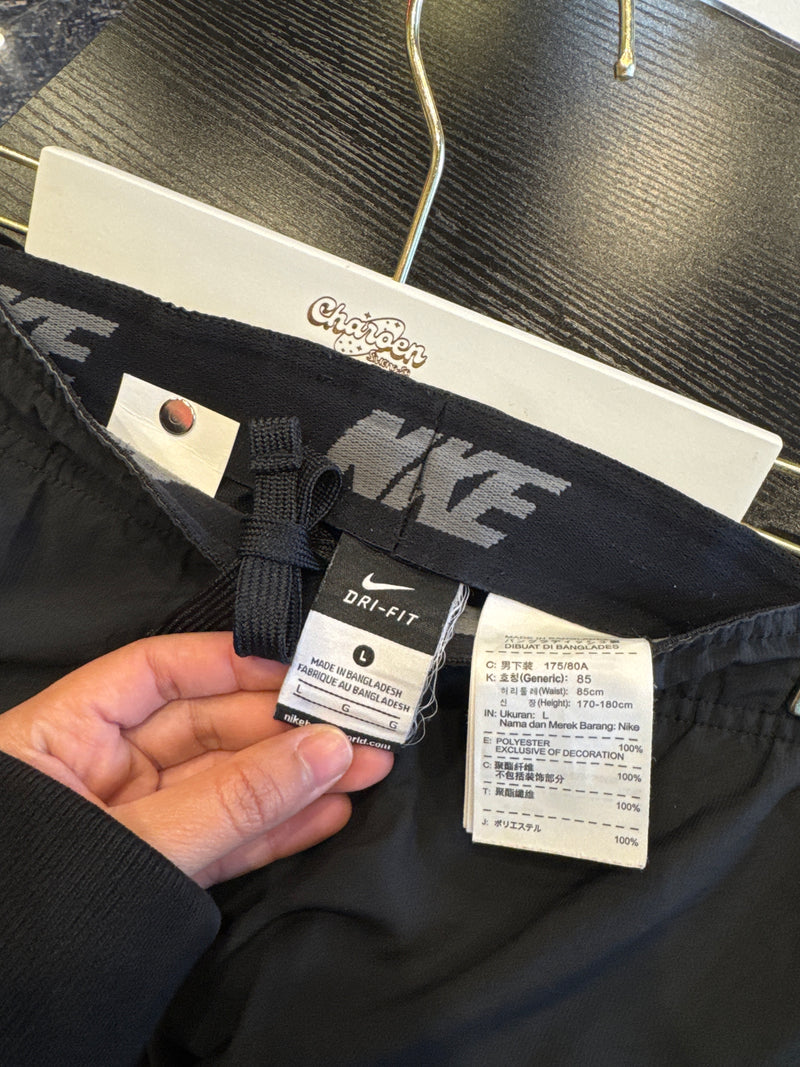 Charoen
NIKE
DRI-FIT
L
MADE IN BANGLADESH
FABRIQUE AU BANGLADESH
L G G
DIBUAT DI BANGLADES
C: 男下装 175/80A
K: 호칭(Generic): 85
허리둘레(Waist): 85cm
신 장(Height): 170-180cm
IN: Ukuran: L
Nama dan Merek Barang: Nike
E: POLYESTER 100%
EXCLUSIVE OF DECORATION
C: 聚酯纤维
不包括装饰部分 100%
T: 聚酯纖維
100%
J: ポリエステル
100%